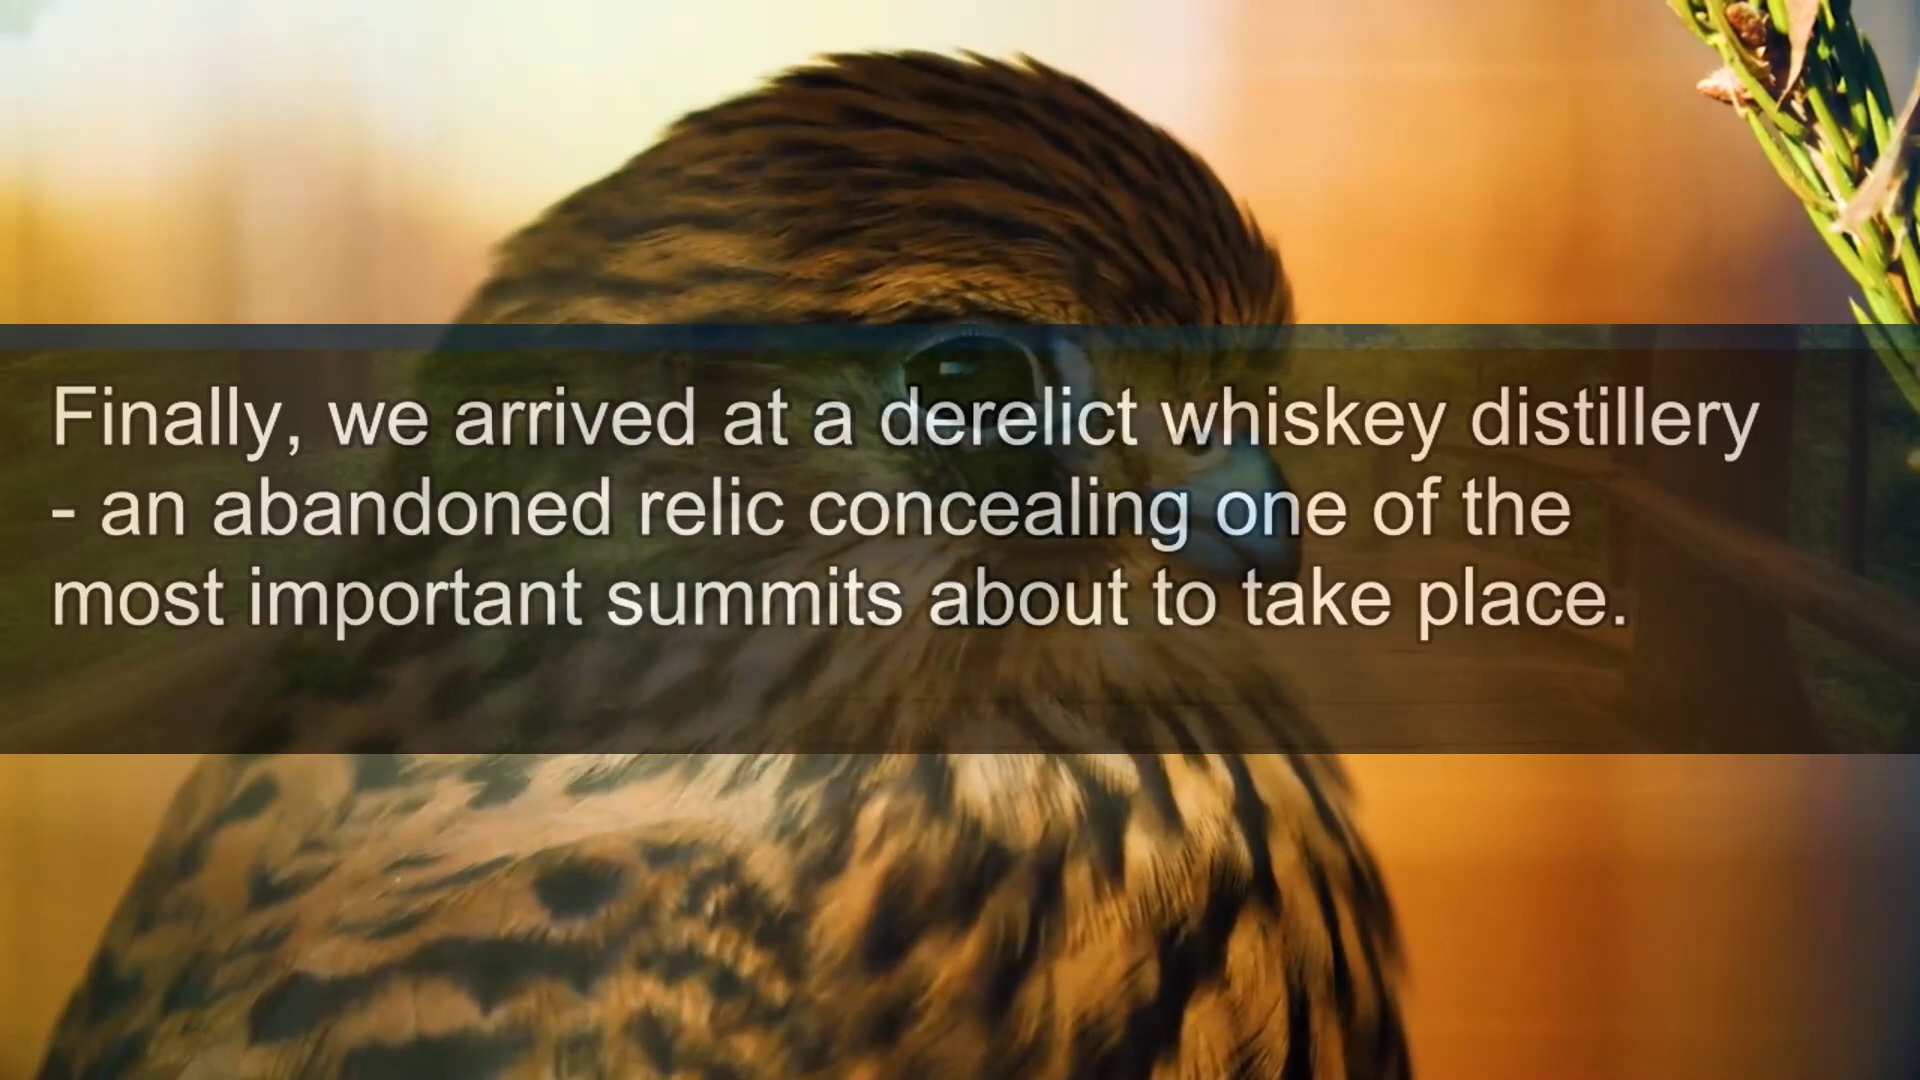 Finally, we arrived at a derelict whiskey distillery
- an abandoned relic concealing one of the
most important summits about to take place.